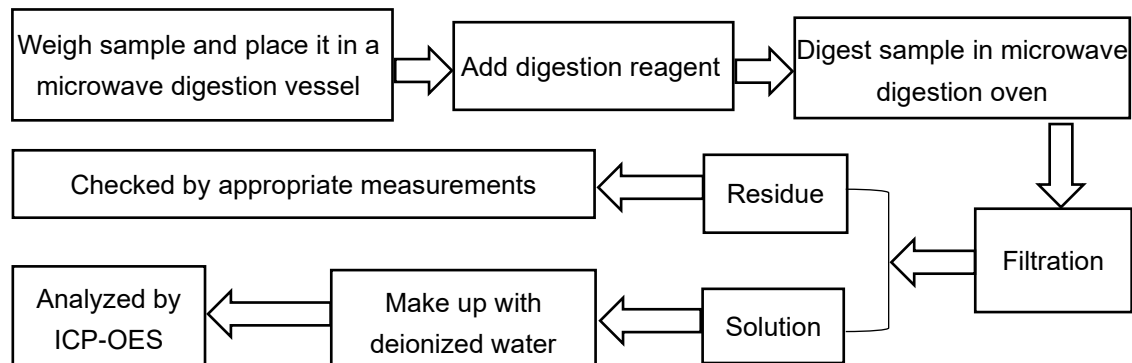 Weigh sample and place it in a
microwave digestion vessel
Add digestion reagent
Digest sample in microwave
digestion oven
Filtration
Residue
Checked by appropriate measurements
Solution
Make up with
deionized water
Analyzed by
ICP-OES